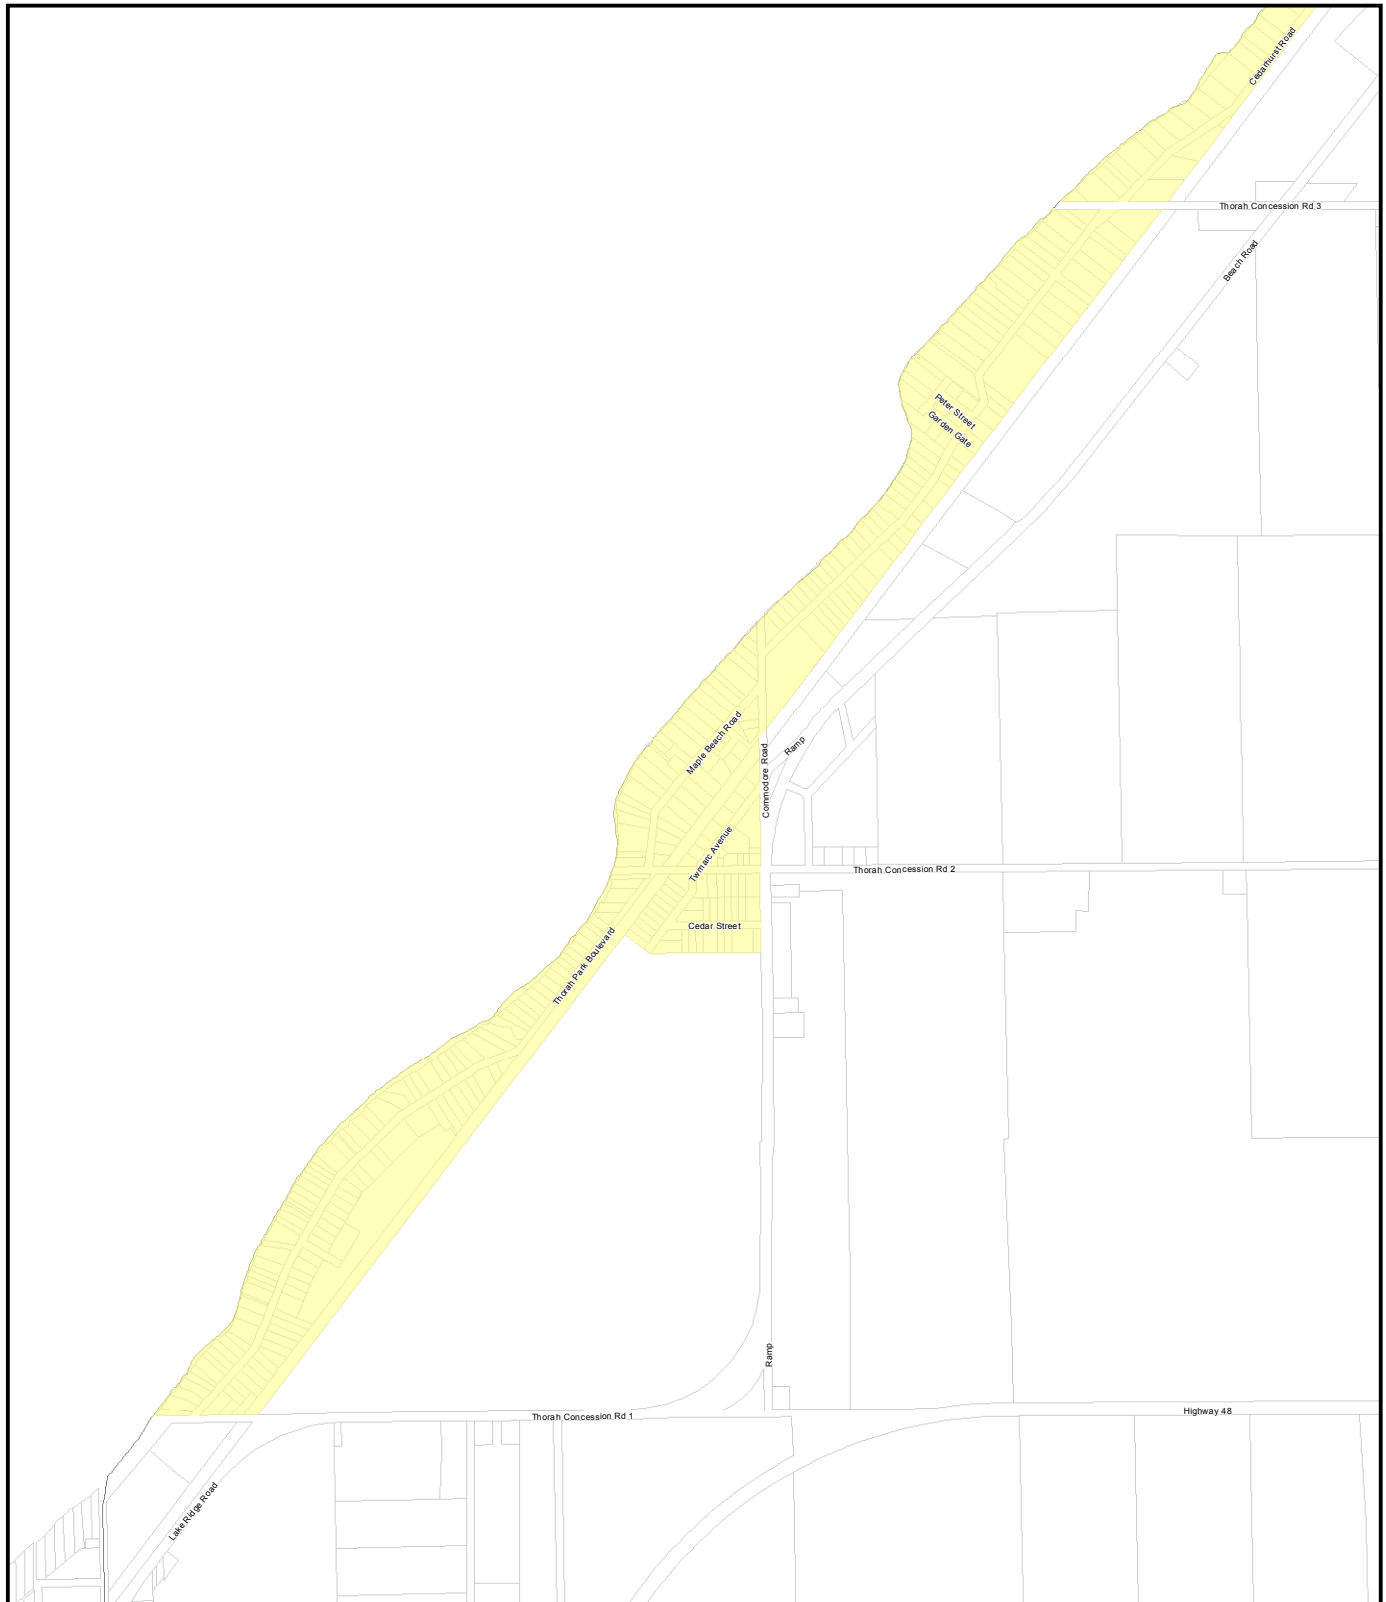 Cedarhurst Road
Thorah Concession Rd 3
Beach Road
Peter Street
Garden Gate
Maple Beach Road
Ramp
Commodore Road
Twmarc Avenue
Thorah Concession Rd 2
Cedar Street
Thorah Park Boulevard
Ramp
Highway 48
Thorah Concession Rd 1
Lake Ridge Road